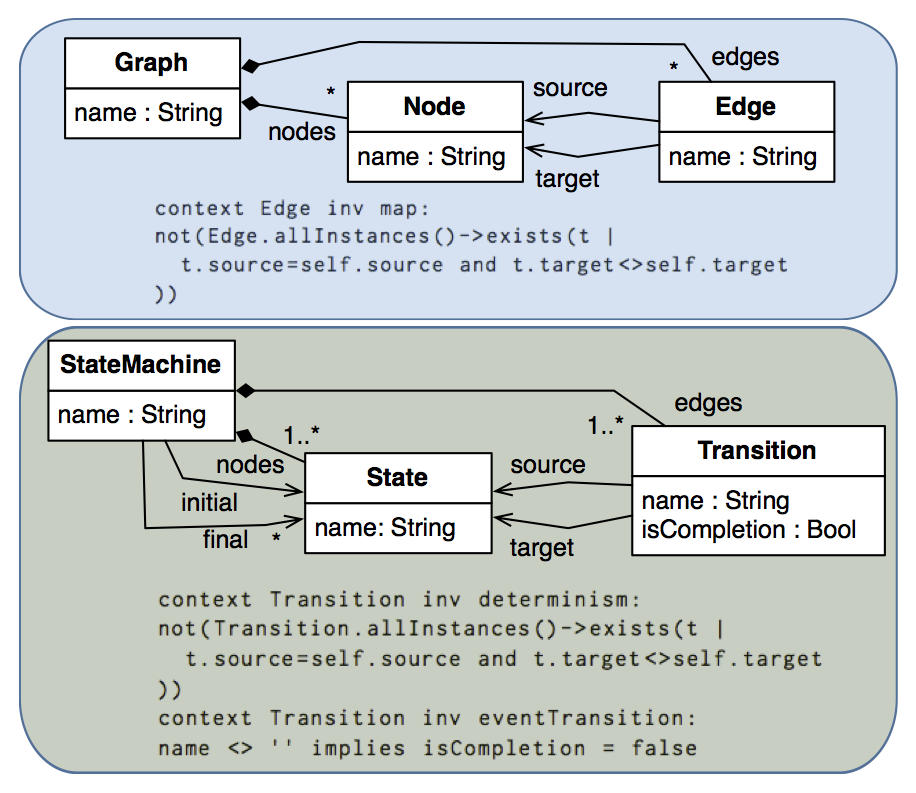 Graph
name : String
*
nodes
*
edges
Node
name : String
source
target
Edge
name : String
context Edge inv map:
not(Edge.allInstances()->exists(t |
t.source=self.source and t.target<>self.target
))
StateMachine
name : String
1..*
nodes
initial
final
*
State
name: String
1..*
edges
source
target
Transition
name : String
isCompletion : Bool
context Transition inv determinism:
not(Transition.allInstances()->exists(t |
t.source=self.source and t.target<>self.target
))
context Transition inv eventTransition:
name <> '' implies isCompletion = false